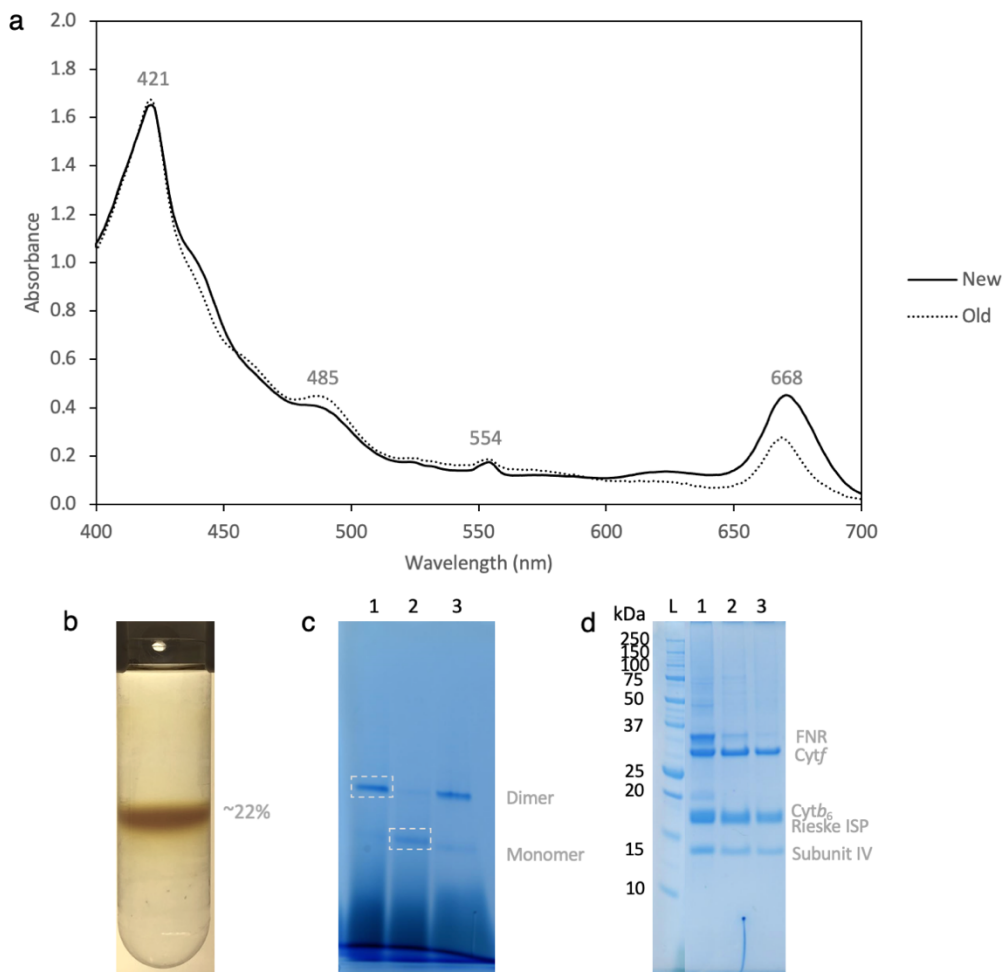 a
2.0
1.8
1.6
1.4
1.2
1.0
0.8
0.6
0.4
0.2
0.0
Absorbance
421
485
554
668
400
450
500
550
600
650
700
Wavelength (nm)
New
Old
b
~22%
c
1 2 3
Dimer
Monomer
d
kDa L 1 2 3
250
150
100
75
50
37
25
20
15
10
FNR
Cytf
Cytb₆
Rieske ISP
Subunit IV